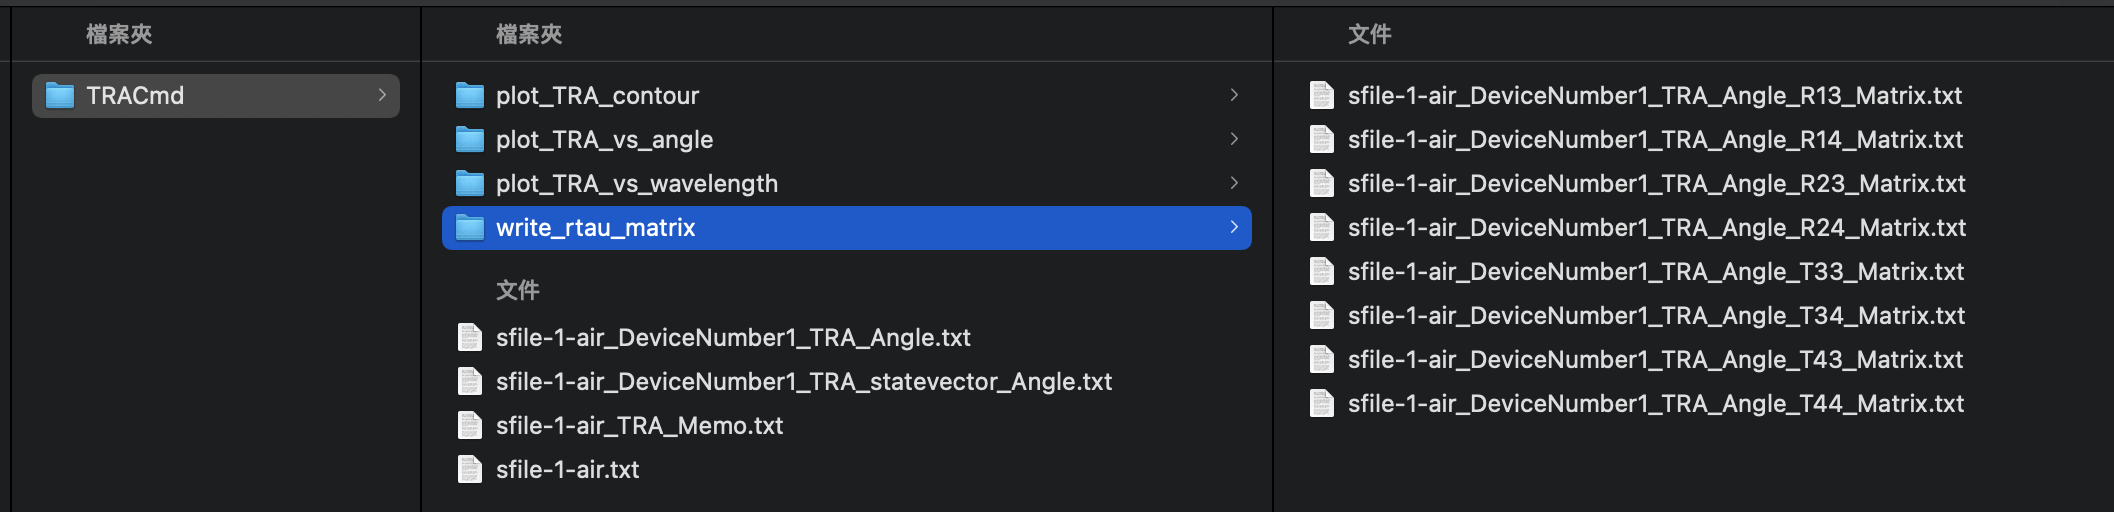 檔案夾
TRACmd
檔案夾
plot_TRA_contour
plot_TRA_vs_angle
plot_TRA_vs_wavelength
write_rtau_matrix
文件
sfile-1-air_DeviceNumber1_TRA_Angle.txt
sfile-1-air_DeviceNumber1_TRA_statevector_Angle.txt
sfile-1-air_TRA_Memo.txt
sfile-1-air.txt
文件
sfile-1-air_DeviceNumber1_TRA_Angle_R13_Matrix.txt
sfile-1-air_DeviceNumber1_TRA_Angle_R14_Matrix.txt
sfile-1-air_DeviceNumber1_TRA_Angle_R23_Matrix.txt
sfile-1-air_DeviceNumber1_TRA_Angle_R24_Matrix.txt
sfile-1-air_DeviceNumber1_TRA_Angle_T33_Matrix.txt
sfile-1-air_DeviceNumber1_TRA_Angle_T34_Matrix.txt
sfile-1-air_DeviceNumber1_TRA_Angle_T43_Matrix.txt
sfile-1-air_DeviceNumber1_TRA_Angle_T44_Matrix.txt